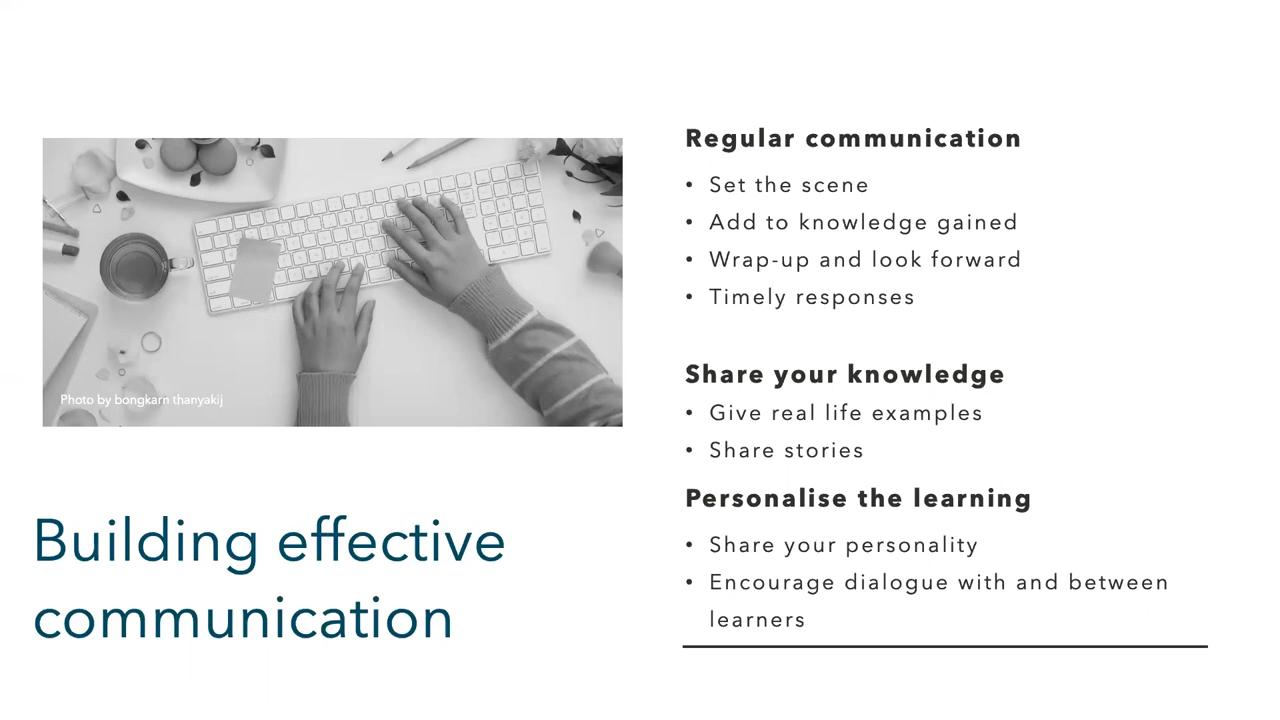 Photo by bongkarn thanyakij
Building effective
communication
Regular communication
• Set the scene
• Add to knowledge gained
• Wrap-up and look forward
• Timely responses
Share your knowledge
• Give real life examples
• Share stories
Personalise the learning
• Share your personality
• Encourage dialogue with and between
learners